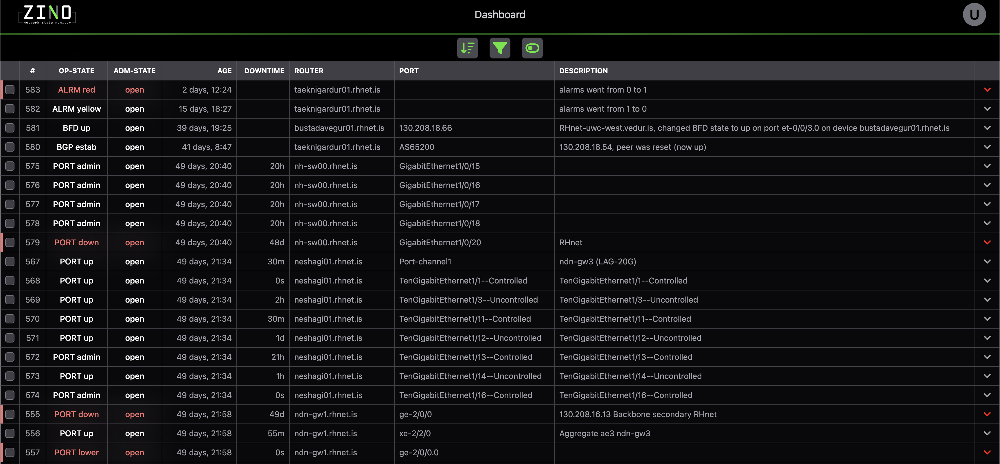 ZINO
network state monitor
Dashboard
U
# OP-STATE ADM-STATE AGE DOWNTIME ROUTER PORT DESCRIPTION
583 ALRM red open 2 days, 12:24 taeknigardur01.rhnet.is alarms went from 0 to 1
582 ALRM yellow open 15 days, 18:27 taeknigardur01.rhnet.is alarms went from 1 to 0
581 BFD up open 39 days, 19:25 bustadavegur01.rhnet.is 130.208.18.66 RHnet-uwc-west.vedur.is, changed BFD state to up on port et-0/0/3.0 on device bustadavegur01.rhnet.is
580 BGP estab open 41 days, 8:47 taeknigardur01.rhnet.is AS65200 130.208.18.54, peer was reset (now up)
575 PORT admin open 49 days, 20:40 20h nh-sw00.rhnet.is GigabitEthernet1/0/15
576 PORT admin open 49 days, 20:40 20h nh-sw00.rhnet.is GigabitEthernet1/0/16
577 PORT admin open 49 days, 20:40 20h nh-sw00.rhnet.is GigabitEthernet1/0/17
578 PORT admin open 49 days, 20:40 20h nh-sw00.rhnet.is GigabitEthernet1/0/18
579 PORT down open 49 days, 20:40 48d nh-sw00.rhnet.is GigabitEthernet1/0/20 RHnet
567 PORT up open 49 days, 21:34 30m neshagi01.rhnet.is Port-channel1 ndn-gw3 (LAG-20G)
568 PORT up open 49 days, 21:34 0s neshagi01.rhnet.is TenGigabitEthernet1/1--Controlled TenGigabitEthernet1/1--Controlled
569 PORT up open 49 days, 21:34 2h neshagi01.rhnet.is TenGigabitEthernet1/3--Uncontrolled TenGigabitEthernet1/3--Uncontrolled
570 PORT up open 49 days, 21:34 30m neshagi01.rhnet.is TenGigabitEthernet1/11--Controlled TenGigabitEthernet1/11--Controlled
571 PORT up open 49 days, 21:34 1d neshagi01.rhnet.is TenGigabitEthernet1/12--Uncontrolled TenGigabitEthernet1/12--Uncontrolled
572 PORT admin open 49 days, 21:34 21h neshagi01.rhnet.is TenGigabitEthernet1/13--Controlled TenGigabitEthernet1/13--Controlled
573 PORT up open 49 days, 21:34 1h neshagi01.rhnet.is TenGigabitEthernet1/14--Uncontrolled TenGigabitEthernet1/14--Uncontrolled
574 PORT admin open 49 days, 21:34 0s neshagi01.rhnet.is TenGigabitEthernet1/16--Controlled TenGigabitEthernet1/16--Controlled
555 PORT down open 49 days, 21:58 49d ndn-gw1.rhnet.is ge-2/0/0 130.208.16.13 Backbone secondary RHnet
556 PORT up open 49 days, 21:58 55m ndn-gw1.rhnet.is xe-2/2/0 Aggregate ae3 ndn-gw3
557 PORT lower open 49 days, 21:58 0s ndn-gw1.rhnet.is ge-2/0/0.0